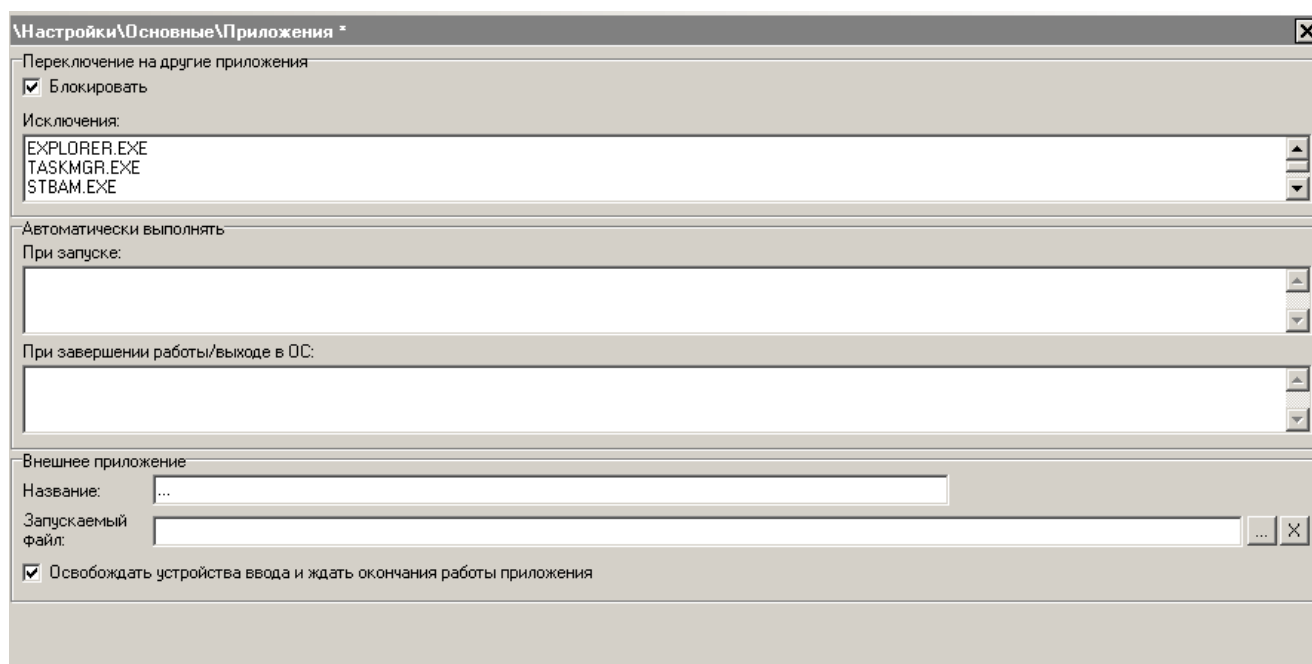 \Настройки\Основные\Приложения *
Переключение на другие приложения
Блокировать
Исключения:
EXPLORER.EXE
TASKMGR.EXE
STBAM.EXE
Автоматически выполнять
При запуске:
При завершении работы/выходе в ОС:
Внешнее приложение
Название: ...
Запускаемый
файл:
... X
Освобождать устройства ввода и ждать окончания работы приложения